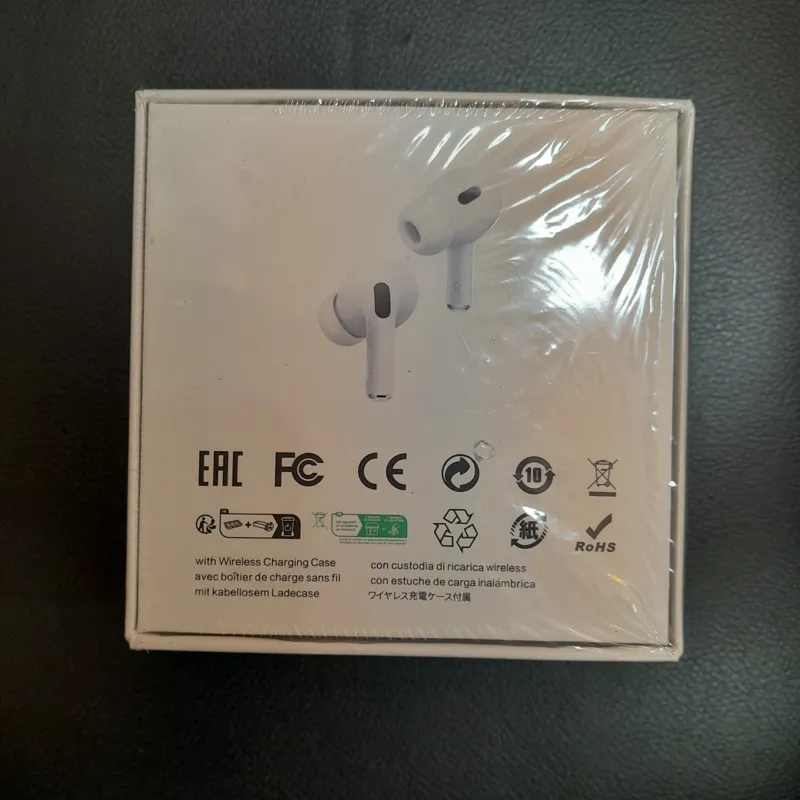 EAC FC CE 10
紙
RoHS
with Wireless Charging Case
avec boîtier de charge sans fil
mit kabellosem Ladecase
con custodia di ricarica wireless
con estuche de carga inalámbrica
ワイヤレス充電ケース付属